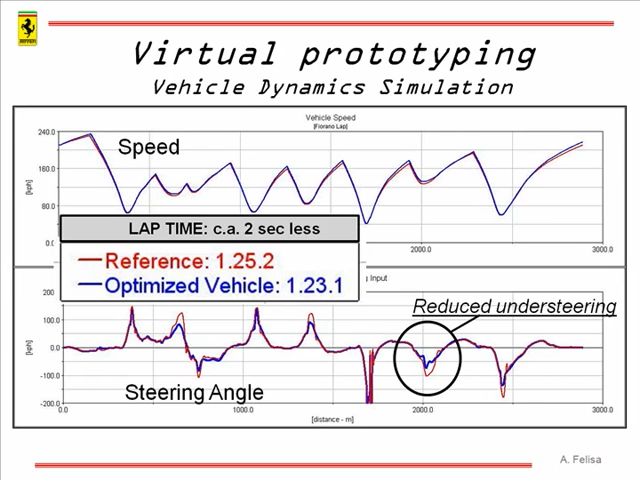 Virtual prototyping
Vehicle Dynamics Simulation
Vehicle Speed
[Fiorano Lap]
240.0
Speed
160.0
[kph]
80.0
0.0
2000.0
3000.0
LAP TIME: c.a. 2 sec less
Reference: 1.25.2
Optimized Vehicle: 1.23.1
g Input
200
Reduced understeering
100.0
[kph]
0.0
-100.0
Steering Angle
-200.0
0.0
1000.0
2000.0
3000.0
[distance - m]
A. Felisa